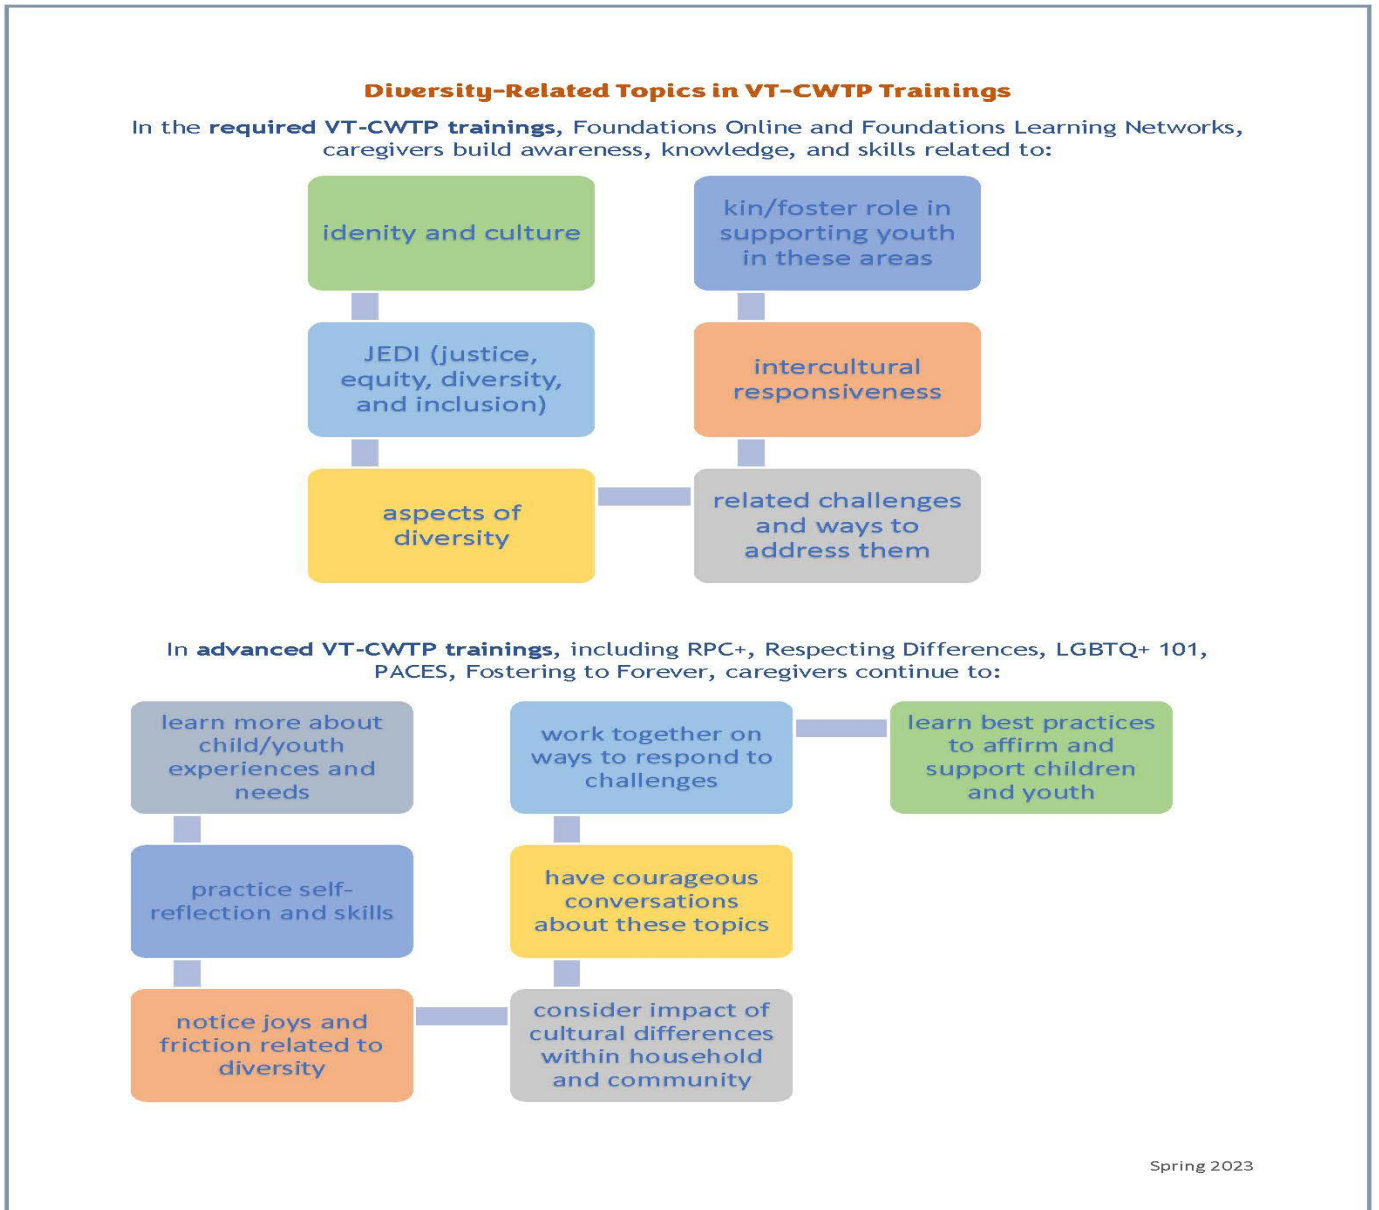 Diversity-Related Topics in VT-CWTP Trainings
In the required VT-CWTP trainings, Foundations Online and Foundations Learning Networks,
caregivers build awareness, knowledge, and skills related to:
idenity and culture
JEDI (justice,
equity, diversity,
and inclusion)
aspects of
diversity
related challenges
and ways to
address them
intercultural
responsiveness
kin/foster role in
supporting youth
in these areas
In advanced VT-CWTP trainings, including RPC+, Respecting Differences, LGBTQ+ 101,
PACES, Fostering to Forever, caregivers continue to:
learn more about
child/youth
experiences and
needs
practice self-
reflection and skills
notice joys and
friction related to
diversity
consider impact of
cultural differences
within household
and community
have courageous
conversations
about these topics
work together on
ways to respond to
challenges
learn best practices
to affirm and
support children
and youth
Spring 2023